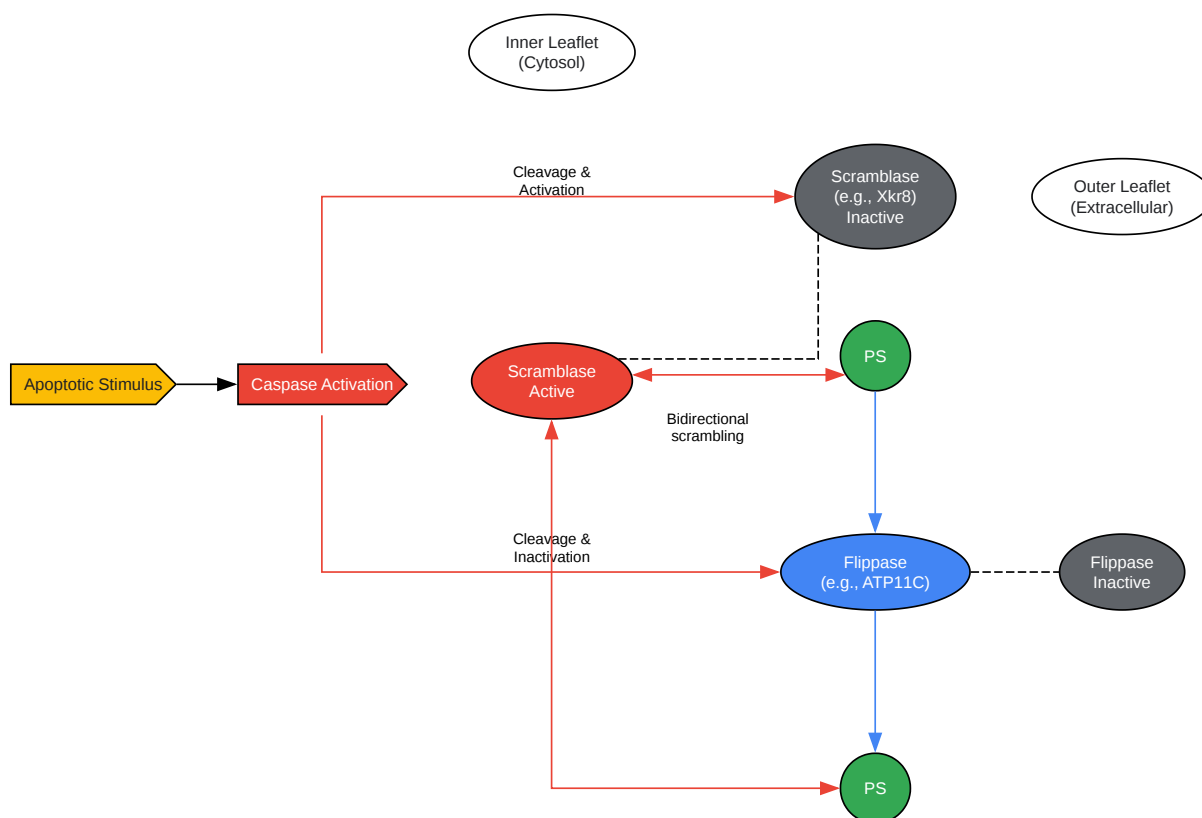 Inner Leaflet
(Cytosol)
Cleavage &
Activation
Scramblase
(e.g., Xkr8)
Inactive
Outer Leaflet
(Extracellular)
Apoptotic Stimulus
Caspase Activation
Scramblase
Active
PS
Bidirectional
scrambling
Cleavage &
Inactivation
Flippase
(e.g., ATP11C)
Flippase
Inactive
PS